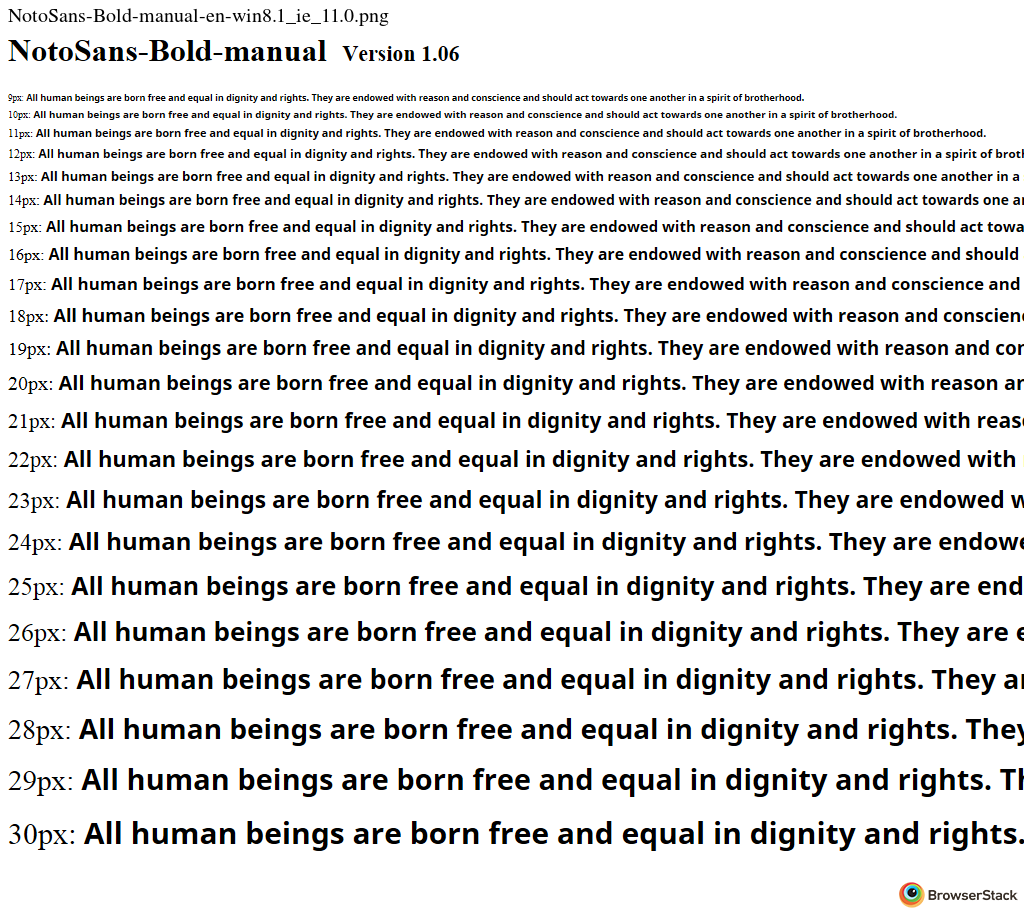 NotoSans-Bold-manual-en-win8.1_ie_11.0.png
NotoSans-Bold-manual Version 1.06
9px: All human beings are born free and equal in dignity and rights. They are endowed with reason and conscience and should act towards one another in a spirit of brotherhood.
10px: All human beings are born free and equal in dignity and rights. They are endowed with reason and conscience and should act towards one another in a spirit of brotherhood.
11px: All human beings are born free and equal in dignity and rights. They are endowed with reason and conscience and should act towards one another in a spirit of brotherhood.
12px: All human beings are born free and equal in dignity and rights. They are endowed with reason and conscience and should act towards one another in a spirit of broth
13px: All human beings are born free and equal in dignity and rights. They are endowed with reason and conscience and should act towards one another in a
14px: All human beings are born free and equal in dignity and rights. They are endowed with reason and conscience and should act towards one an
15px: All human beings are born free and equal in dignity and rights. They are endowed with reason and conscience and should act towa
16px: All human beings are born free and equal in dignity and rights. They are endowed with reason and conscience and should
17px: All human beings are born free and equal in dignity and rights. They are endowed with reason and conscience and
18px: All human beings are born free and equal in dignity and rights. They are endowed with reason and conscien
19px: All human beings are born free and equal in dignity and rights. They are endowed with reason and con
20px: All human beings are born free and equal in dignity and rights. They are endowed with reason an
21px: All human beings are born free and equal in dignity and rights. They are endowed with reaso
22px: All human beings are born free and equal in dignity and rights. They are endowed with
23px: All human beings are born free and equal in dignity and rights. They are endowed w
24px: All human beings are born free and equal in dignity and rights. They are endowe
25px: All human beings are born free and equal in dignity and rights. They are end
26px: All human beings are born free and equal in dignity and rights. They are e
27px: All human beings are born free and equal in dignity and rights. They ar
28px: All human beings are born free and equal in dignity and rights. They
29px: All human beings are born free and equal in dignity and rights. Th
30px: All human beings are born free and equal in dignity and rights.
BrowserStack